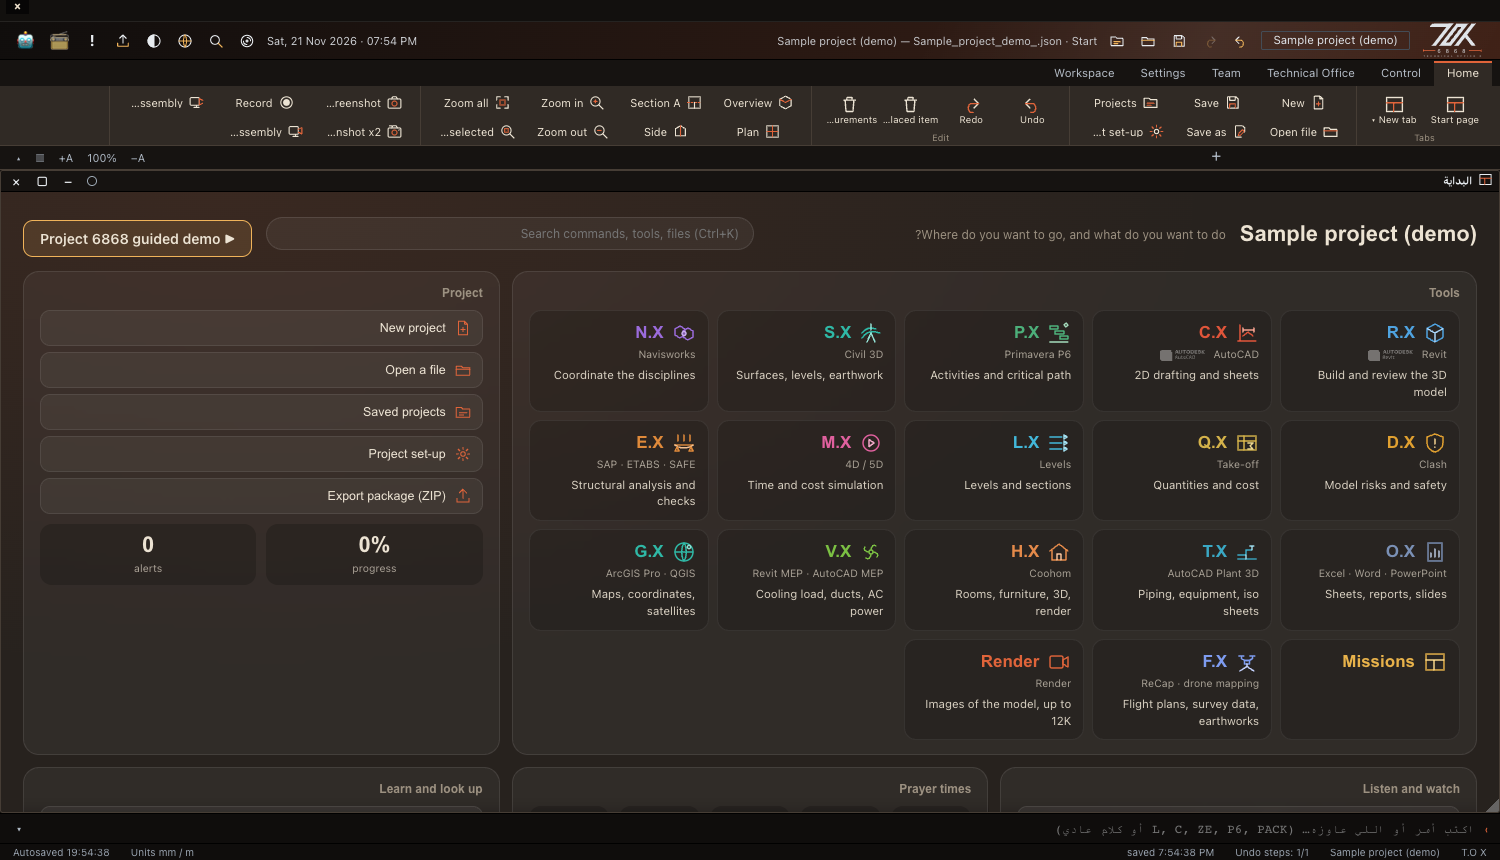 Sat, 21 Nov 2026 · 07:54 PM
Sample project (demo) — Sample_project_demo_.json · Start
Sample project (demo)
TOX
6868
Workspace
Settings
Team
Technical Office
Control
Home
...ssembly
Record
...reenshot
Zoom all
Zoom in
Section A
Overview
...urements
...laced item
Redo
Undo
Projects
Save
New
New tab
Start page
...ssembly
...nshot x2
...selected
Zoom out
Side
Plan
Edit
...t set-up
Save as
Open file
Tabs
+A
100%
−A
البداية
Project 6868 guided demo
Search commands, tools, files (Ctrl+K)
?Where do you want to go, and what do you want to do
Sample project (demo)
Project
New project
Open a file
Saved projects
Project set-up
Export package (ZIP)
0
alerts
0%
progress
Tools
N.X
Navisworks
Coordinate the disciplines
S.X
Civil 3D
Surfaces, levels, earthwork
P.X
Primavera P6
Activities and critical path
C.X
AUTODESK
AutoCAD
AutoCAD
2D drafting and sheets
R.X
AUTODESK
Revit
Revit
Build and review the 3D
model
E.X
SAP · ETABS · SAFE
Structural analysis and
checks
M.X
4D / 5D
Time and cost simulation
L.X
Levels
Levels and sections
Q.X
Take-off
Quantities and cost
D.X
Clash
Model risks and safety
G.X
ArcGIS Pro · QGIS
Maps, coordinates,
satellites
V.X
Revit MEP · AutoCAD MEP
Cooling load, ducts, AC
power
H.X
Coohom
Rooms, furniture, 3D,
render
T.X
AutoCAD Plant 3D
Piping, equipment, iso
sheets
O.X
Excel · Word · PowerPoint
Sheets, reports, slides
Render
Render
Images of the model, up to
12K
F.X
ReCap · drone mapping
Flight plans, survey data,
earthworks
Missions
Learn and look up
Prayer times
Listen and watch
اكتب أمر أو اللي عاوزه… (L, C, ZE, P6, PACK أو كلام عادي)
Autosaved 19:54:38
Units mm / m
saved 7:54:38 PM
Undo steps: 1/1
Sample project (demo)
T.O X